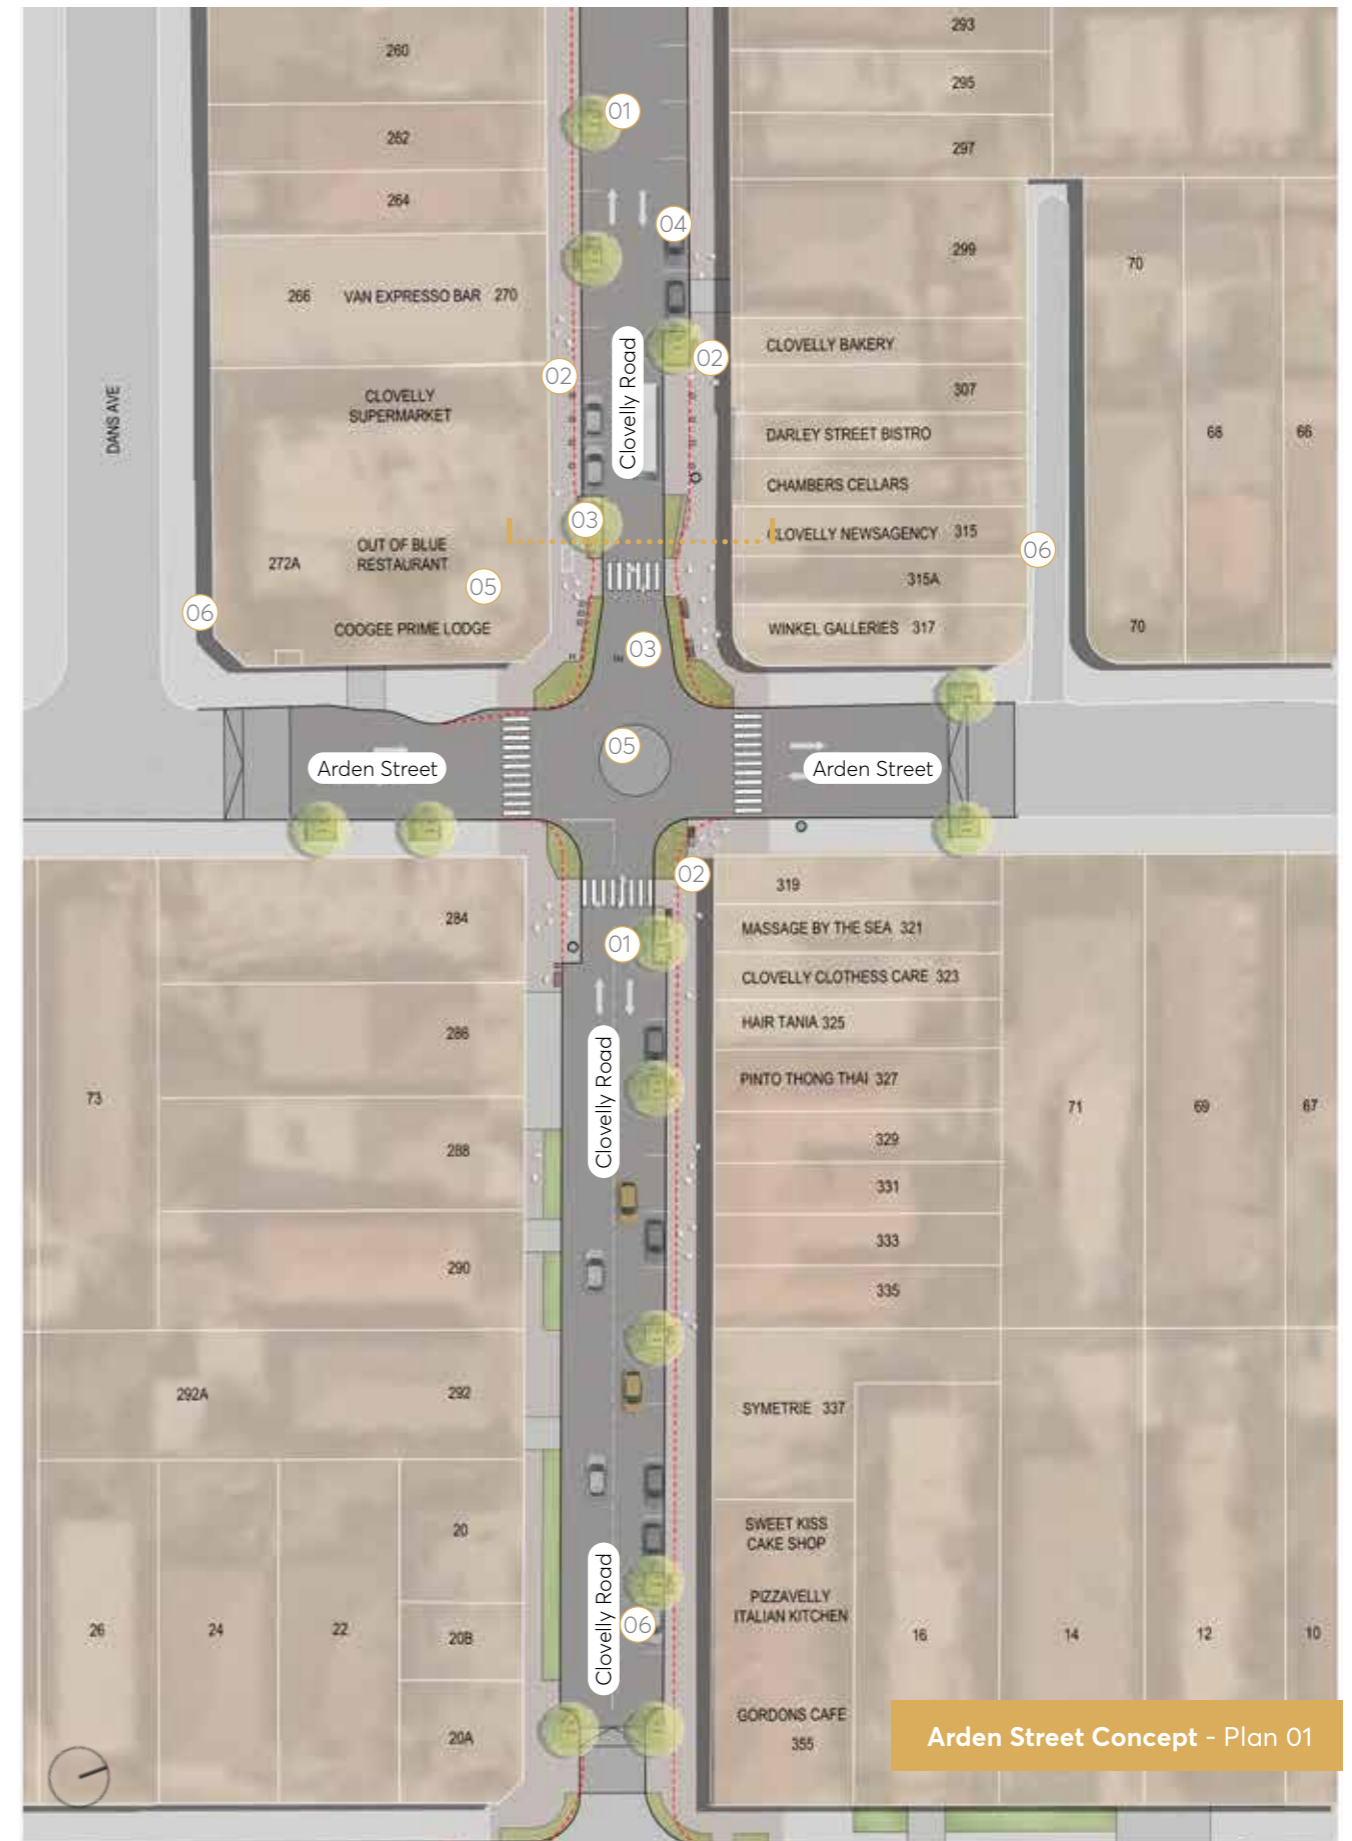 260
293
295
262
01
297
264
04
299
70
266 VAN EXPRESSO BAR 270
Clovelly Road
CLOVELLY BAKERY
02
02
307
DANS AVE
CLOVELLY
SUPERMARKET
DARLEY STREET BISTRO
68
66
CHAMBERS CELLARS
03
CLOVELLY NEWSAGENCY 315
OUT OF BLUE
RESTAURANT
272A
06
315A
05
06
COOGEE PRIME LODGE
WINKEL GALLERIES 317
70
03
05
Arden Street
Arden Street
02
319
284
MASSAGE BY THE SEA 321
01
CLOVELLY CLOTHESS CARE 323
HAIR TANIA 325
286
Clovelly Road
PINTO THONG THAI 327
73
71
69
67
329
288
331
333
290
335
292A
292
SYMETRIE 337
20
SWEET KISS
CAKE SHOP
Clovelly Road
PIZZAVELLY
ITALIAN KITCHEN
06
26
24
22
20B
16
14
12
10
GORDONS CAFE
355
20A
Arden Street Concept - Plan 01